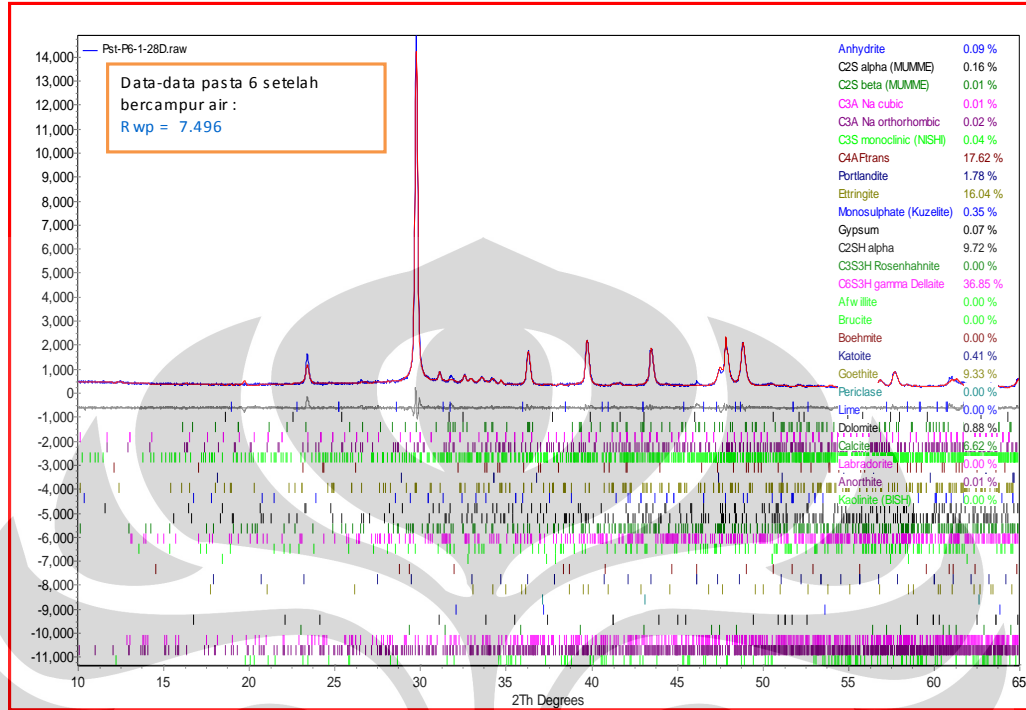 Pst-P6-1-28D.raw
Data-data pasta 6 setelah
bercampur air :
Rwp = 7.496
14,000
13,000
12,000
11,000
10,000
9,000
8,000
7,000
6,000
5,000
4,000
3,000
2,000
1,000
0
-1,000
-2,000
-3,000
-4,000
-5,000
-6,000
-7,000
-8,000
-9,000
-10,000
-11,000
Anhydrite 0.09 %
C2S alpha (MUMME) 0.16 %
C2S beta (MUMME) 0.01 %
C3A Na cubic 0.01 %
C3A Na orthorhombic 0.02 %
C3S monoclinic (NISHI) 0.04 %
C4AFtrans 17.62 %
Portlandite 1.78 %
Ettringite 16.04 %
Monosulphate (Kuzelite) 0.35 %
Gypsum 0.07 %
C2SH alpha 9.72 %
C3S3H Rosenhahnite 0.00 %
C6S3H gamma Dellaite 36.85 %
Afwillite 0.00 %
Brucite 0.00 %
Boehmite 0.00 %
Katoite 0.41 %
Goethite 9.33 %
Periclase 0.00 %
Lime 0.00 %
Dolomite 0.88 %
Calcite 6.62 %
Labradorite 0.00 %
Anorthite 0.01 %
Kaolinite (BISH) 0.00 %
10 15 20 25 30 35 40 45 50 55 60 65
2Th Degrees